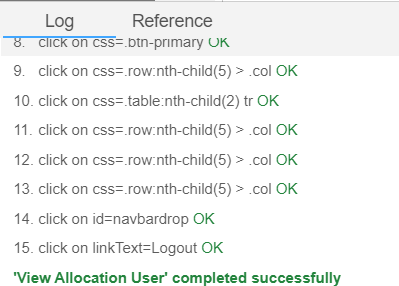 Log Reference
8. click on css=.btn-primary OK
9. click on css=.row:nth-child(5) > .col OK
10. click on css=.table:nth-child(2) tr OK
11. click on css=.row:nth-child(5) > .col OK
12. click on css=.row:nth-child(5) > .col OK
13. click on css=.row:nth-child(5) > .col OK
14. click on id=navbardrop OK
15. click on linkText=Logout OK
'View Allocation User' completed successfully